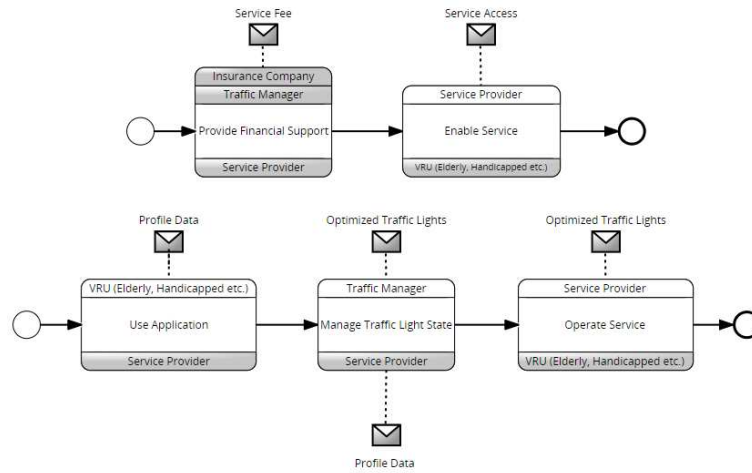 Service Fee
Service Access
Insurance Company
Traffic Manager
Provide Financial Support
Service Provider
Service Provider
Enable Service
VRU (Elderly, Handicapped etc.)
Profile Data
Optimized Traffic Lights
Optimized Traffic Lights
VRU (Elderly, Handicapped etc.)
Use Application
Service Provider
Traffic Manager
Manage Traffic Light State
Service Provider
Service Provider
Operate Service
VRU (Elderly, Handicapped etc.)
Profile Data